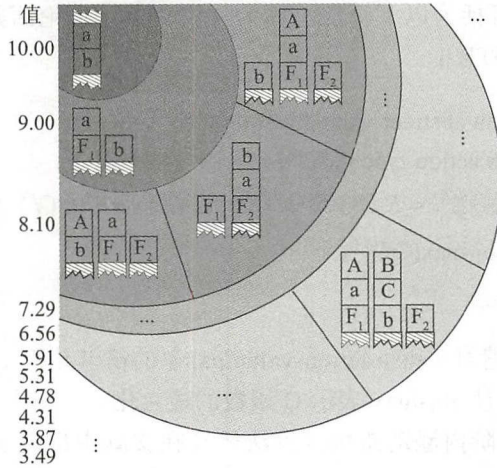 值
10.00
9.00
8.10
7.29
6.56
5.91
5.31
4.78
4.31
3.87
3.49
⋮
a
b
a
F₁ b
A a
b F₁ F₂
...
A
a
b F₁ F₂
⋮
b
a
F₁ F₂
...
⋮
A B
a C
F₁ b F₂
...